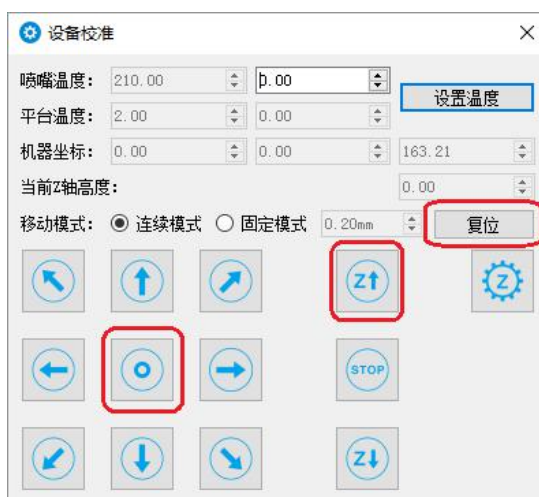 设备校准
喷嘴温度： 210.00 0.00 设置温度
平台温度： 2.00 0.00
机器坐标： 0.00 0.00 163.21
当前Z轴高度： 0.00
移动模式： 连续模式 固定模式 0.20mm 复位
Z Z
STOP
Z